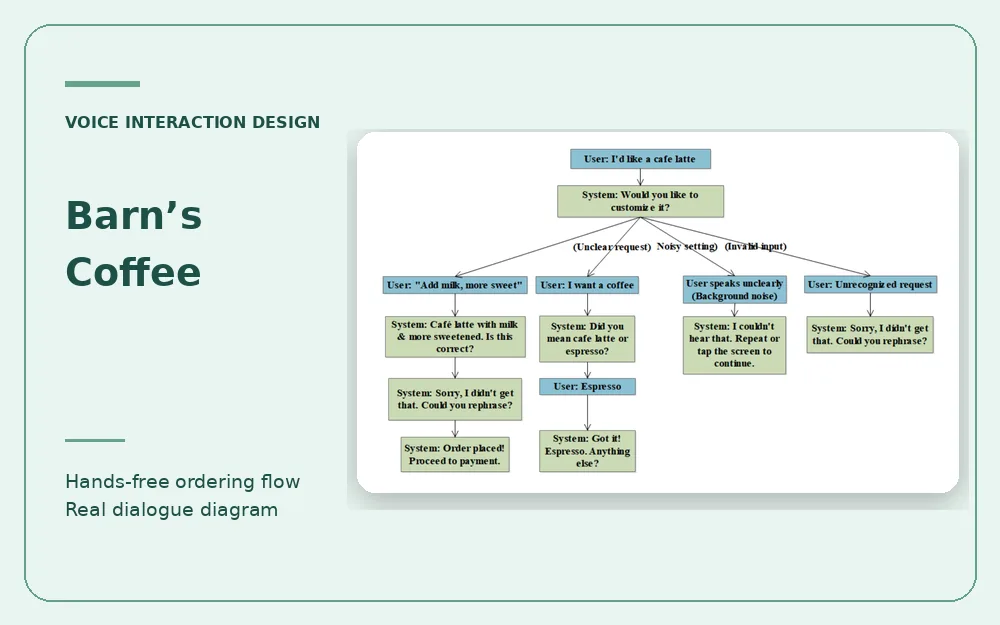 VOICE INTERACTION DESIGN
Barn’s
Coffee
Hands-free ordering flow
Real dialogue diagram
User: I'd like a cafe latte
System: Would you like to
customize it?
(Unclear request)
Noisy setting)
(Invalid input)
User: "Add milk, more sweet"
System: Café latte with milk
& more sweetened. Is this
correct?
System: Sorry, I didn't get
that. Could you rephrase?
System: Order placed!
Proceed to payment.
User: I want a coffee
System: Did you
mean cafe latte or
espresso?
User: Espresso
System: Got it!
Espresso. Anything
else?
User speaks unclearly
(Background noise)
System: I couldn't
hear that. Repeat or
tap the screen to
continue.
User: Unrecognized request
System: Sorry, I didn't get
that. Could you rephrase?